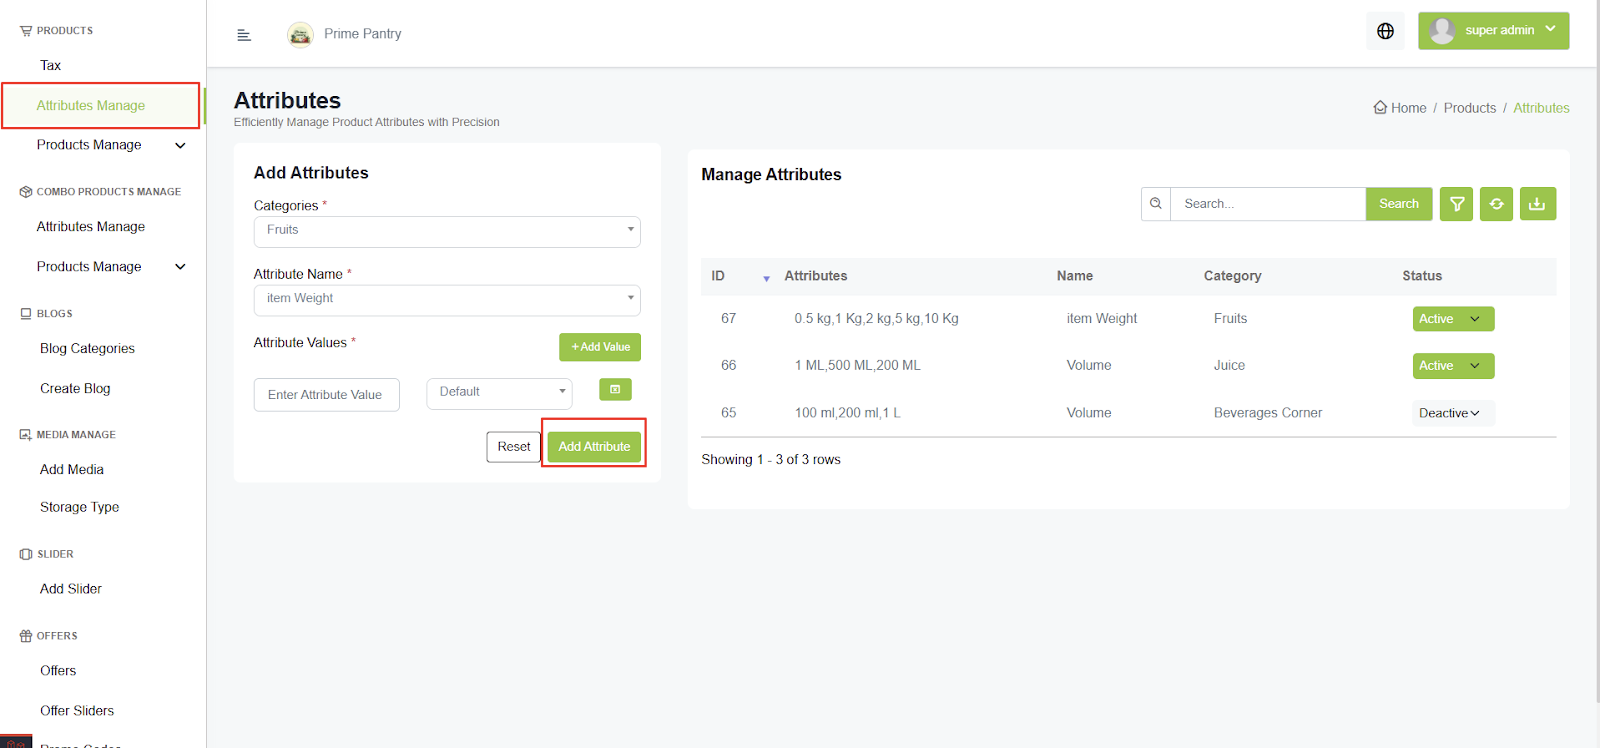 PRODUCTS
Tax
Attributes Manage
Products Manage
COMBO PRODUCTS MANAGE
Attributes Manage
Products Manage
BLOGS
Blog Categories
Create Blog
MEDIA MANAGE
Add Media
Storage Type
SLIDER
Add Slider
OFFERS
Offers
Offer Sliders
Promo Codes
Prime Pantry
super admin
Attributes
Efficiently Manage Product Attributes with Precision
Home / Products / Attributes
Add Attributes
Categories *
Fruits
Attribute Name *
item Weight
Attribute Values *
+ Add Value
Enter Attribute Value
Default
Reset
Add Attribute
Manage Attributes
Search...
Search
ID Attributes Name Category Status
67 0.5 kg,1 Kg,2 kg,5 kg,10 Kg item Weight Fruits Active
66 1 ML,500 ML,200 ML Volume Juice Active
65 100 ml,200 ml,1 L Volume Beverages Corner Deactive
Showing 1 - 3 of 3 rows